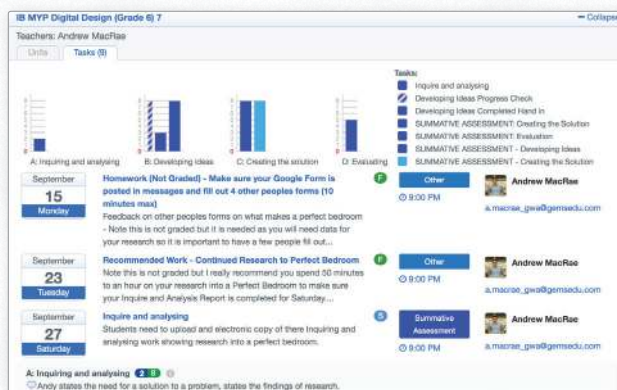 IB MYP Digital Design (Grade 6) 7
Collapse
Teachers: Andrew MacRae
Units
Tasks (9)
Tasks:
Inquire and analysing
Developing Ideas Progress Check
Developing Ideas Completed Hand in
SUMMATIVE ASSESSMENT: Creating the Solution
SUMMATIVE ASSESSMENT: Evaluation
SUMMATIVE ASSESSMENT - Developing Ideas
SUMMATIVE ASSESSMENT - Creating the Solution
A: Inquiring and analysing
B: Developing ideas
C: Creating the solution
D: Evaluating
September
15
Monday
Homework (Not Graded) - Make sure your Google Form is
posted in messages and fill out 4 other peoples forms (10
minutes max)
Feedback on other peoples forms on what makes a perfect bedroom
- Note this is not graded but it is needed as you will need data for
your research so it is important to have a few people fill out...
F
Other
9:00 PM
Andrew MacRae
a.macrae_gwa@gemsedu.com
September
23
Tuesday
Recommended Work - Continued Research to Perfect Bedroom
Note this is not graded but I really recommend you spend 50 minutes
to an hour on your research into a Perfect Bedroom to make sure
your Inquire and Analysis Report is completed for Saturday....
F
Other
9:00 PM
Andrew MacRae
a.macrae_gwa@gemsedu.com
September
27
Saturday
Inquire and analysing
Students need to upload and electronic copy of there Inquiring and
analysing work showing research into a perfect bedroom.
S
Summative
Assessment
9:00 PM
Andrew MacRae
a.macrae_gwa@gemsedu.com
A: Inquiring and analysing 2 8
Andy states the need for a solution to a problem, states the findings of research.